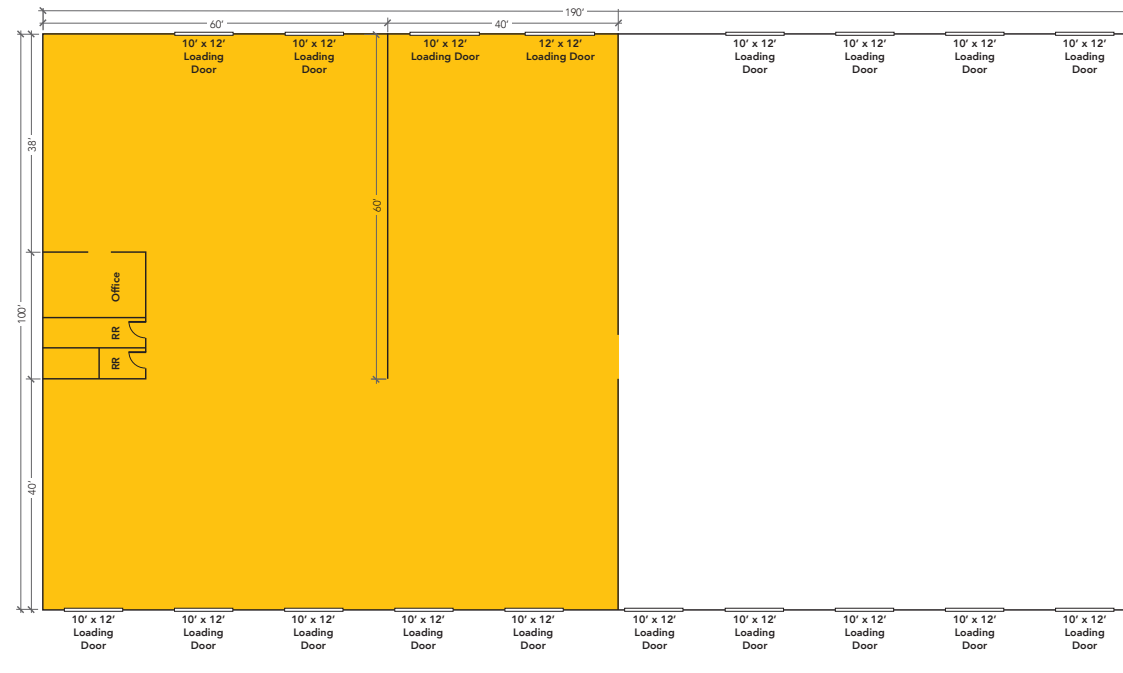 190’
60’
40’
10’ x 12’
Loading
Door
10’ x 12’
Loading
Door
10’ x 12’
Loading Door
12’ x 12’
Loading Door
10’ x 12’
Loading
Door
10’ x 12’
Loading
Door
10’ x 12’
Loading
Door
10’ x 12’
Loading
Door
38’
60’
Office
100’
RR
RR
40’
10’ x 12’
Loading
Door
10’ x 12’
Loading
Door
10’ x 12’
Loading
Door
10’ x 12’
Loading
Door
10’ x 12’
Loading
Door
10’ x 12’
Loading
Door
10’ x 12’
Loading
Door
10’ x 12’
Loading
Door
10’ x 12’
Loading
Door
10’ x 12’
Loading
Door